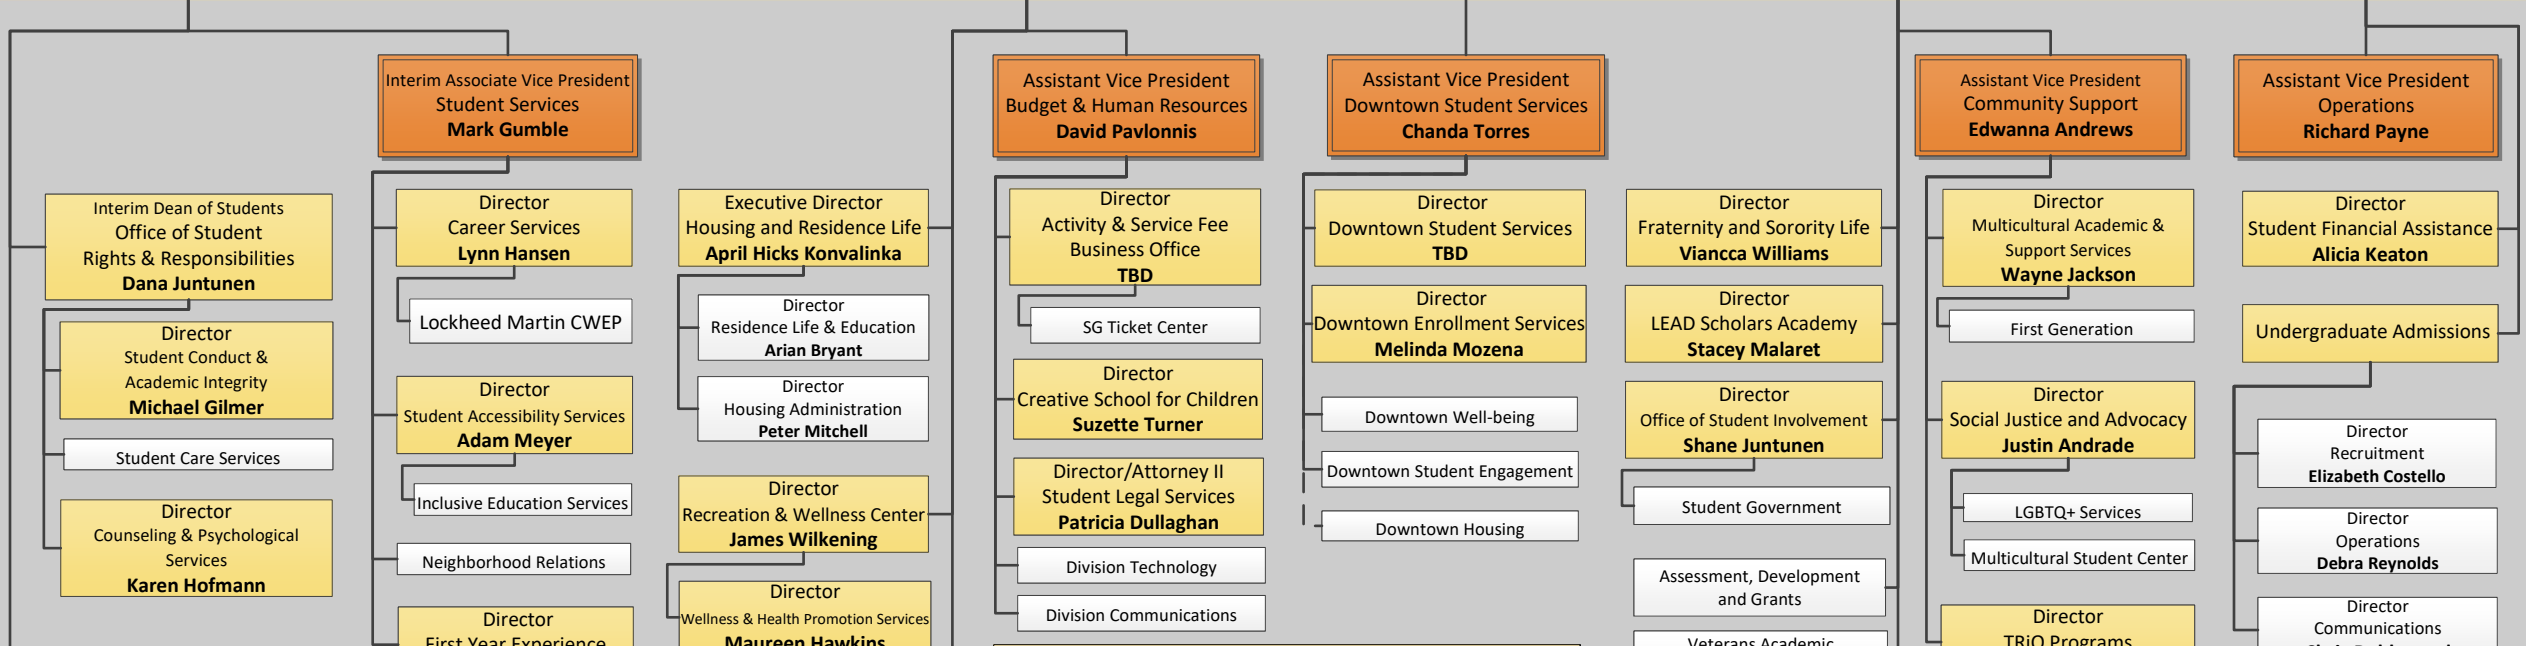 Interim Associate Vice President
Student Services
Mark Gumble
Assistant Vice President
Budget & Human Resources
David Pavlonnis
Assistant Vice President
Downtown Student Services
Chanda Torres
Assistant Vice President
Community Support
Edwanna Andrews
Assistant Vice President
Operations
Richard Payne
Interim Dean of Students
Office of Student
Rights & Responsibilities
Dana Juntunen
Director
Student Conduct &
Academic Integrity
Michael Gilmer
Student Care Services
Director
Counseling & Psychological
Services
Karen Hofmann
Director
Career Services
Lynn Hansen
Lockheed Martin CWEP
Director
Student Accessibility Services
Adam Meyer
Inclusive Education Services
Neighborhood Relations
Director
First Year Experience
Executive Director
Housing and Residence Life
April Hicks Konvalinka
Director
Residence Life & Education
Arian Bryant
Director
Housing Administration
Peter Mitchell
Director
Recreation & Wellness Center
James Wilkening
Director
Wellness & Health Promotion Services
Maureen Hawkins
Director
Activity & Service Fee
Business Office
TBD
SG Ticket Center
Director
Creative School for Children
Suzette Turner
Director/Attorney II
Student Legal Services
Patricia Dullaghan
Division Technology
Division Communications
Director
Downtown Student Services
TBD
Director
Downtown Enrollment Services
Melinda Mozena
Downtown Well-being
Downtown Student Engagement
Downtown Housing
Director
Fraternity and Sorority Life
Viancca Williams
Director
LEAD Scholars Academy
Stacey Malaret
Director
Office of Student Involvement
Shane Juntunen
Student Government
Assessment, Development
and Grants
Veterans Academic
Director
Multicultural Academic &
Support Services
Wayne Jackson
First Generation
Director
Social Justice and Advocacy
Justin Andrade
LGBTQ+ Services
Multicultural Student Center
Director
TRiO Programs
Director
Student Financial Assistance
Alicia Keaton
Undergraduate Admissions
Director
Recruitment
Elizabeth Costello
Director
Operations
Debra Reynolds
Director
Communications